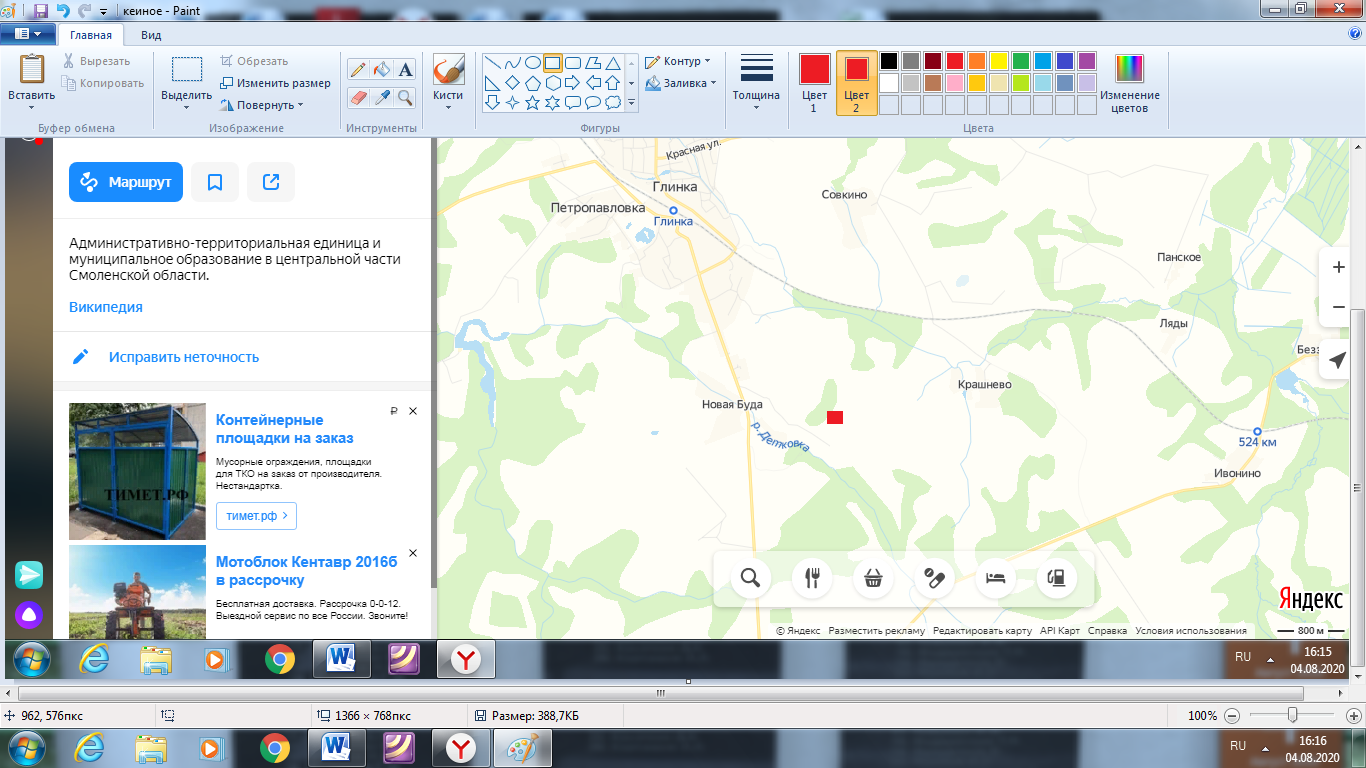 кеиное - Paint
Главная
Вид
Вставить
Вырезать
Копировать
Буфер обмена
Выделить
Обрезать
Изменить размер
Повернуть
Изображение
A
Инструменты
Кисти
Контур
Заливка
Фигуры
Толщина
Цвет
1
Цвет
2
Изменение
цветов
Цвета
Маршрут
Административно-территориальная единица и
муниципальное образование в центральной части
Смоленской области.
Википедия
Исправить неточность
Контейнерные
площадки на заказ
₽
Мусорные ограждения, площадки
для ТКО на заказ от производителя.
Нестандартка.
тимет.рф
ТИМЕТ.РФ
Мотоблок Кентавр 2016б
в рассрочку
Бесплатная доставка. Рассрочка 0-0-12.
Выездной сервис по все России. Звоните!
Красная ул.
Глинка
Петропавловка
Глинка
Совкино
Панское
Ляды
Безз
Крашнево
Новая Буда
р. Детковка
524 км
Ивонино
Яндекс
© Яндекс Разместить рекламу Редактировать карту API Карт Справка Условия использования
800 м
RU
16:15
04.08.2020
962, 576пкс
1366 × 768пкс
Размер: 388,7КБ
100%
RU
16:16
04.08.2020